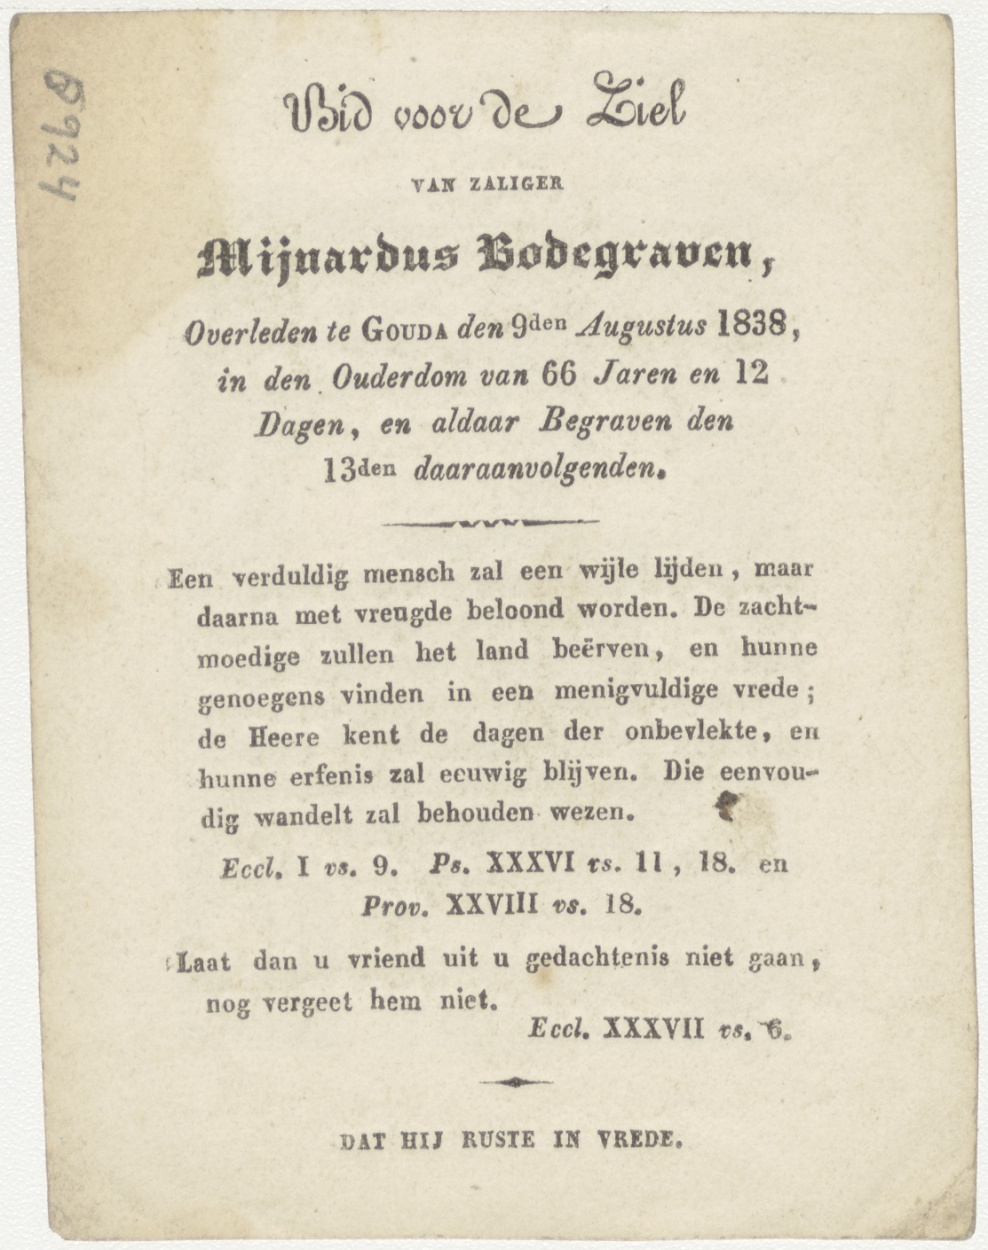 5924
Bid voor de Ziel
VAN ZALIGER
Mijnardus Bodegraven,
Overleden te GOUDA den 9den Augustus 1838,
in den Ouderdom van 66 Jaren en 12
Dagen, en aldaar Begraven den
13den daaraanvolgenden.
Een verduldig mensch zal een wijle lijden, maar
daarna met vreugde beloond worden. De zacht-
moedige zullen het land beërven, en hunne
genoegens vinden in een menigvuldige vrede;
de Heere kent de dagen der onbevlekte, en
hunne erfenis zal eeuwig blijven. Die eenvou-
dig wandelt zal behouden wezen.
Eccl. I vs. 9. Ps. XXXVI vs. 11, 18. en
Prov. XXVIII vs. 18.
Laat dan u vriend uit u gedachtenis niet gaan,
nog vergeet hem niet.
Eccl. XXXVII vs. 6.
DAT HIJ RUSTE IN VREDE.